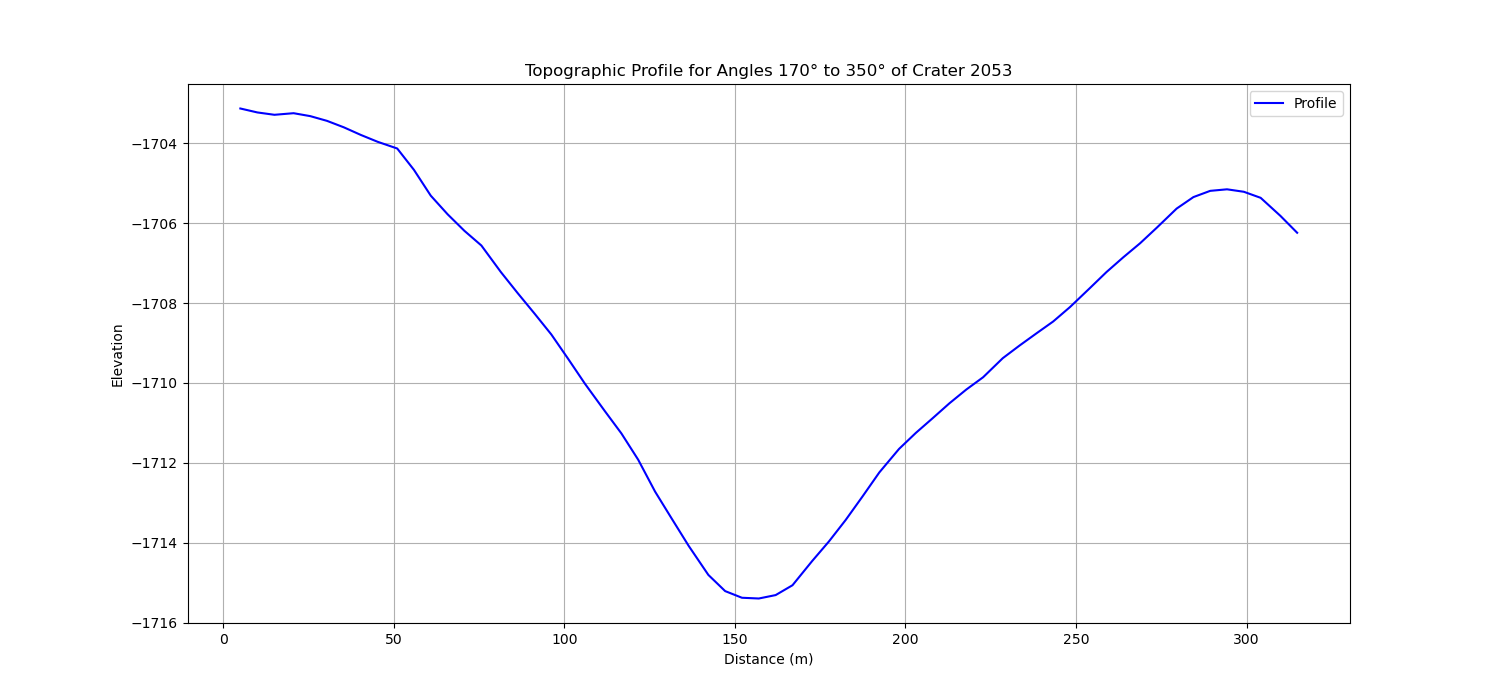 Topographic Profile for Angles 170° to 350° of Crater 2053
Profile
−1704
−1706
−1708
−1710
−1712
−1714
−1716
Elevation
0 50 100 150 200 250 300
Distance (m)